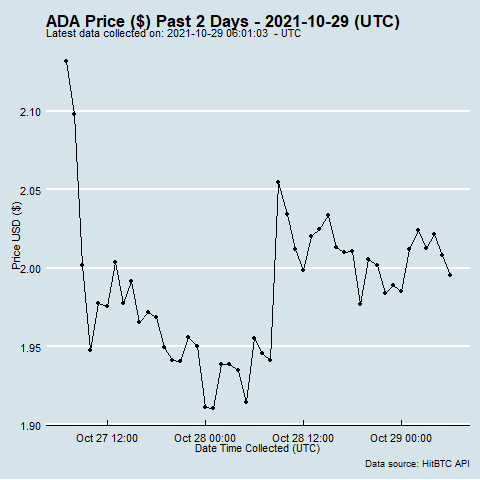 ADA Price ($) Past 2 Days - 2021-10-29 (UTC)
Latest data collected on: 2021-10-29 06:01:03 - UTC
Price USD ($)
2.10
2.05
2.00
1.95
1.90
Oct 27 12:00 Oct 28 00:00 Oct 28 12:00 Oct 29 00:00
Date Time Collected (UTC)
Data source: HitBTC API